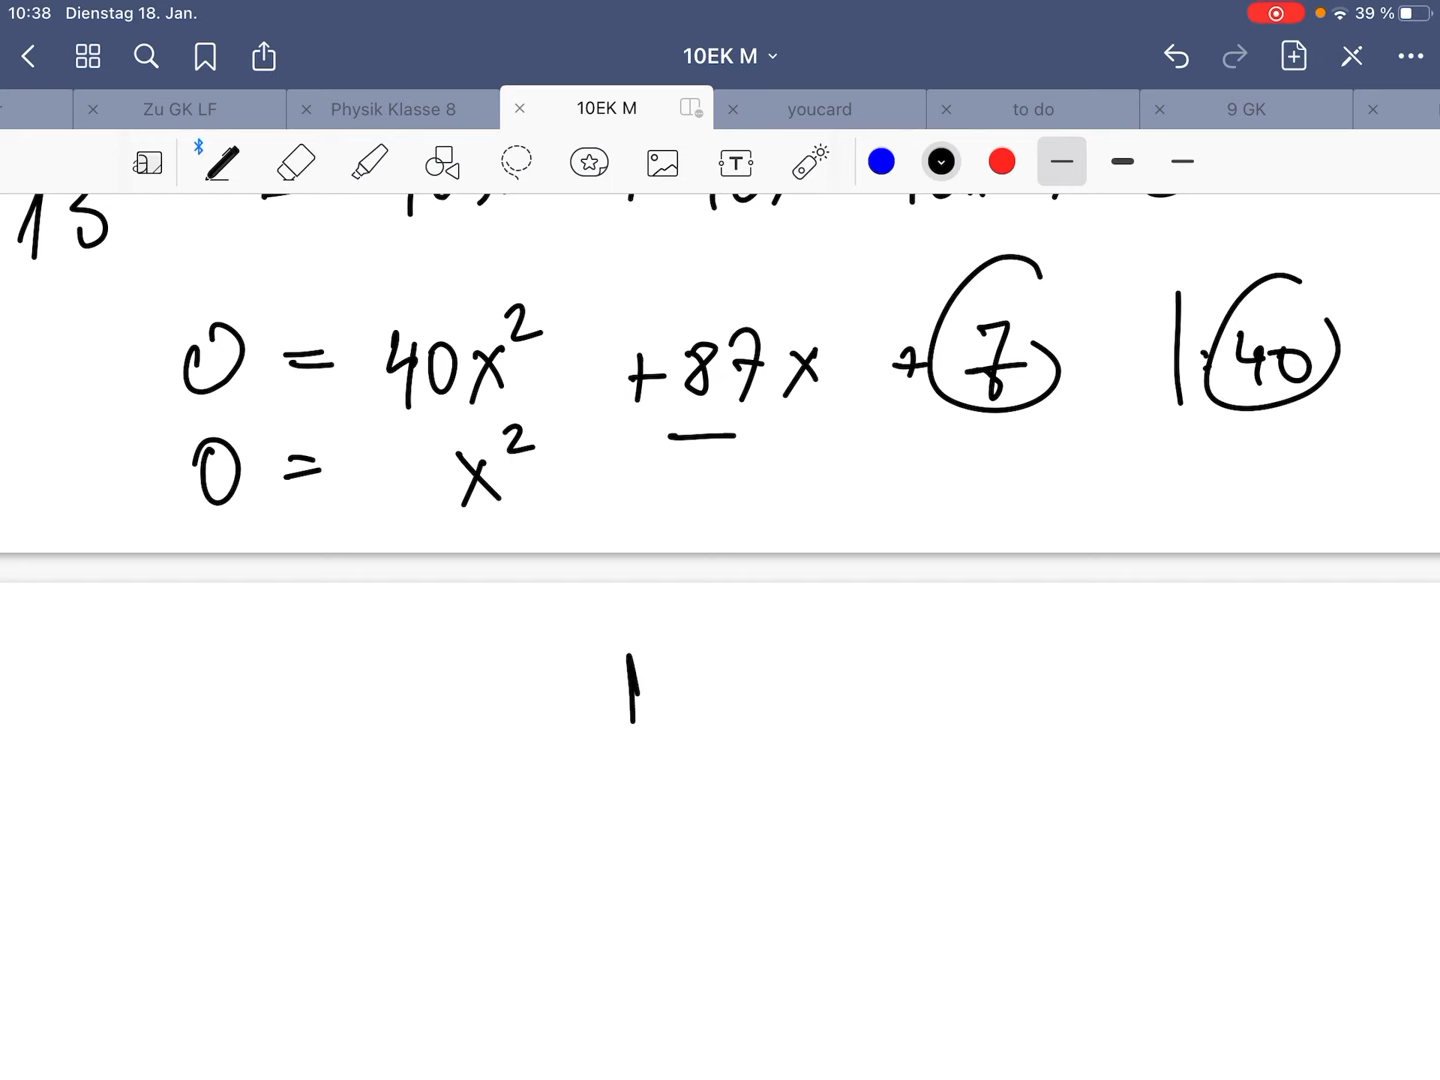 10:38 Dienstag 18. Jan. 39 %
10EK M
Zu GK LF Physik Klasse 8 10EK M youcard to do 9 GK
13
0 = 40x² +87x +7 |:40
0 = x²